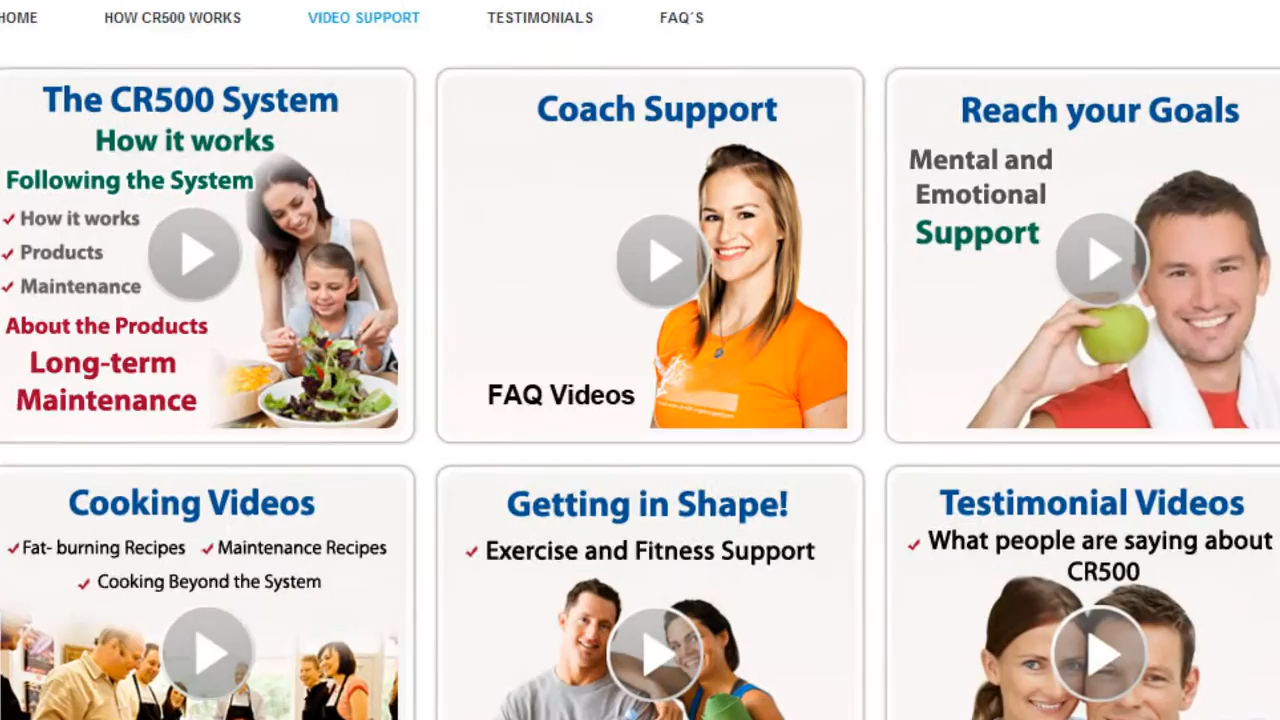 HOME HOW CR500 WORKS VIDEO SUPPORT TESTIMONIALS FAQ´S
The CR500 System
How it works
Following the System
How it works
Products
Maintenance
About the Products
Long-term
Maintenance
Coach Support
FAQ Videos
Reach your Goals
Mental and
Emotional
Support
Cooking Videos
Fat- burning Recipes Maintenance Recipes
Cooking Beyond the System
Getting in Shape!
Exercise and Fitness Support
Testimonial Videos
What people are saying about
CR500